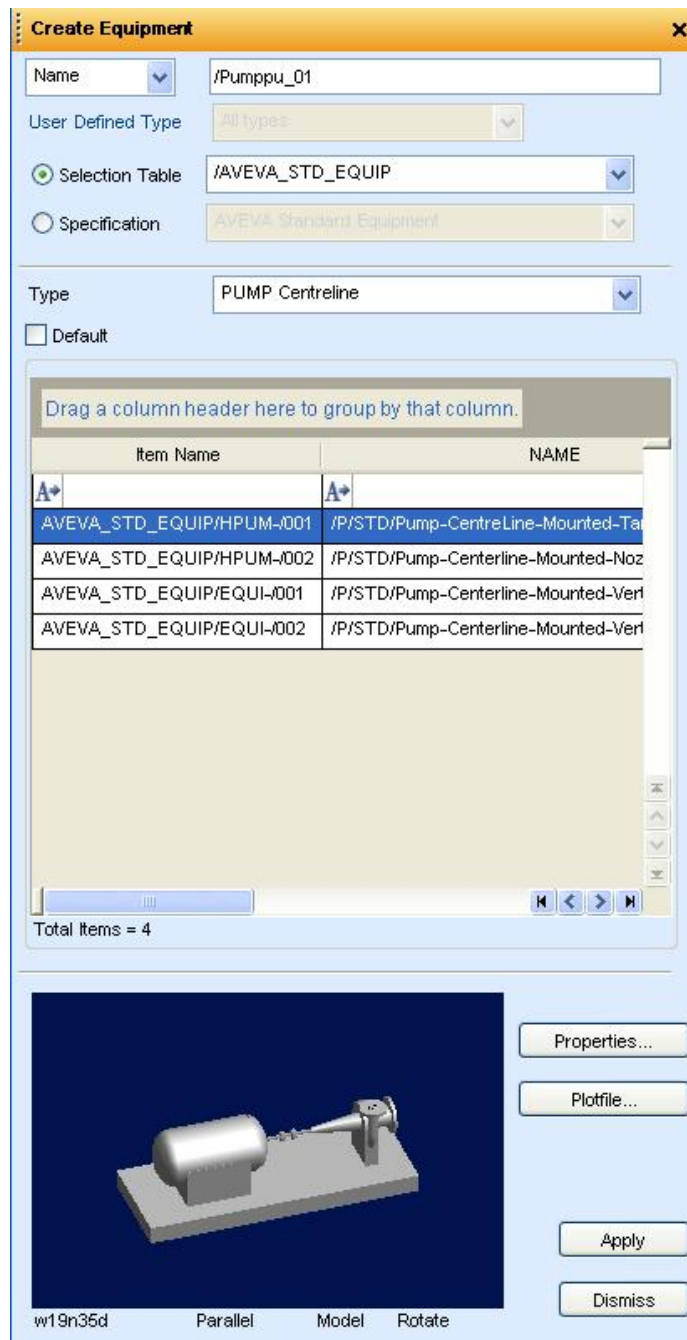 Create Equipment
Name /Pumppu_01
User Defined Type All types
Selection Table /AVEVA_STD_EQUIP
Specification AVEVA Standard Equipment
Type PUMP Centreline
Default
Drag a column header here to group by that column.
Item Name NAME
AVEVA_STD_EQUIP/HPUM-/001 /P/STD/Pump-CentreLine-Mounted-Tar
AVEVA_STD_EQUIP/HPUM-/002 /P/STD/Pump-Centerline-Mounted-Noz
AVEVA_STD_EQUIP/EQUI-/001 /P/STD/Pump-Centerline-Mounted-Vert
AVEVA_STD_EQUIP/EQUI-/002 /P/STD/Pump-Centerline-Mounted-Vert
Total Items = 4
Properties...
Plotfile...
Apply
Dismiss
w19n35d Parallel Model Rotate